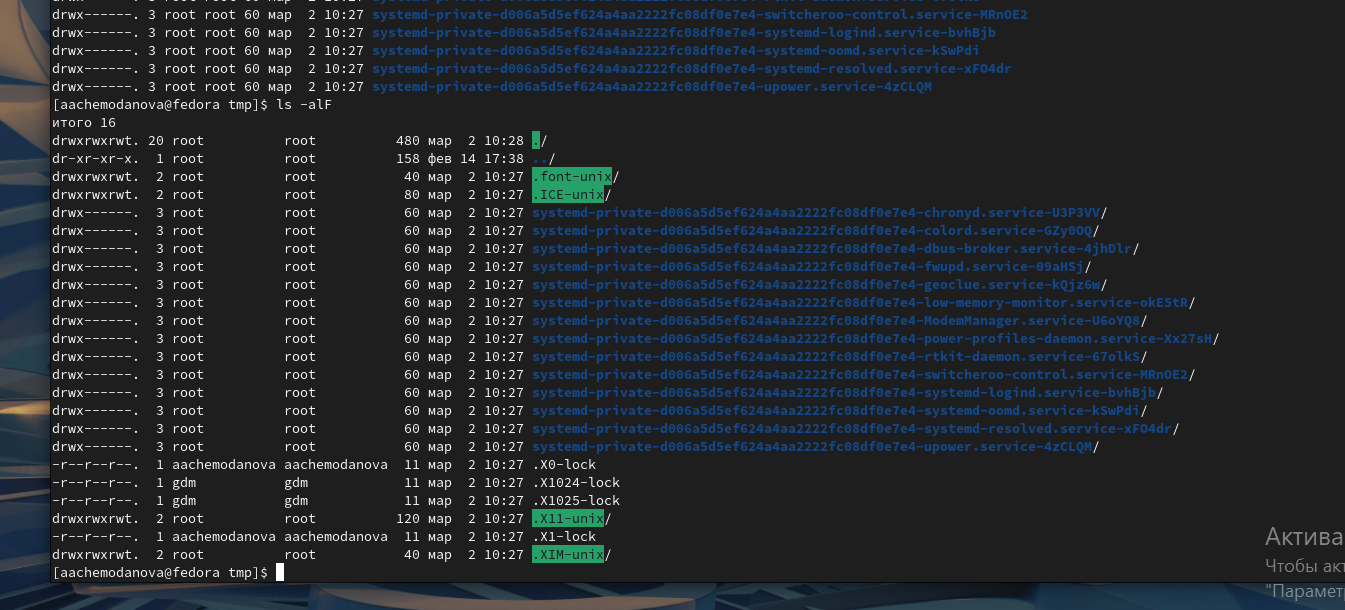 drwx------. 3 root root 60 мар  2 10:27 systemd-private-d006a5d5ef624a4aa2222fc08df0e7e4-switcheroo-control.service-MRnOE2
drwx------. 3 root root 60 мар  2 10:27 systemd-private-d006a5d5ef624a4aa2222fc08df0e7e4-systemd-logind.service-bvhBjb
drwx------. 3 root root 60 мар  2 10:27 systemd-private-d006a5d5ef624a4aa2222fc08df0e7e4-systemd-oomd.service-kSwPdi
drwx------. 3 root root 60 мар  2 10:27 systemd-private-d006a5d5ef624a4aa2222fc08df0e7e4-systemd-resolved.service-xFO4dr
drwx------. 3 root root 60 мар  2 10:27 systemd-private-d006a5d5ef624a4aa2222fc08df0e7e4-upower.service-4zCLQM
[aachemodanova@fedora tmp]$ ls -alF
итого 16
drwxrwxrwt. 20 root          root          480 мар  2 10:28 ./
dr-xr-xr-x.  1 root          root          158 фев 14 17:38 ../
drwxrwxrwt.  2 root          root           40 мар  2 10:27 .font-unix/
drwxrwxrwt.  2 root          root           80 мар  2 10:27 .ICE-unix/
drwx------.  3 root          root           60 мар  2 10:27 systemd-private-d006a5d5ef624a4aa2222fc08df0e7e4-chronyd.service-U3P3VV/
drwx------.  3 root          root           60 мар  2 10:27 systemd-private-d006a5d5ef624a4aa2222fc08df0e7e4-colord.service-GZy0OQ/
drwx------.  3 root          root           60 мар  2 10:27 systemd-private-d006a5d5ef624a4aa2222fc08df0e7e4-dbus-broker.service-4jhDlr/
drwx------.  3 root          root           60 мар  2 10:27 systemd-private-d006a5d5ef624a4aa2222fc08df0e7e4-fwupd.service-09aHSj/
drwx------.  3 root          root           60 мар  2 10:27 systemd-private-d006a5d5ef624a4aa2222fc08df0e7e4-geoclue.service-kQjz6w/
drwx------.  3 root          root           60 мар  2 10:27 systemd-private-d006a5d5ef624a4aa2222fc08df0e7e4-low-memory-monitor.service-okE5tR/
drwx------.  3 root          root           60 мар  2 10:27 systemd-private-d006a5d5ef624a4aa2222fc08df0e7e4-ModemManager.service-U6oYQ8/
drwx------.  3 root          root           60 мар  2 10:27 systemd-private-d006a5d5ef624a4aa2222fc08df0e7e4-power-profiles-daemon.service-Xx27sH/
drwx------.  3 root          root           60 мар  2 10:27 systemd-private-d006a5d5ef624a4aa2222fc08df0e7e4-rtkit-daemon.service-67olkS/
drwx------.  3 root          root           60 мар  2 10:27 systemd-private-d006a5d5ef624a4aa2222fc08df0e7e4-switcheroo-control.service-MRnOE2/
drwx------.  3 root          root           60 мар  2 10:27 systemd-private-d006a5d5ef624a4aa2222fc08df0e7e4-systemd-logind.service-bvhBjb/
drwx------.  3 root          root           60 мар  2 10:27 systemd-private-d006a5d5ef624a4aa2222fc08df0e7e4-systemd-oomd.service-kSwPdi/
drwx------.  3 root          root           60 мар  2 10:27 systemd-private-d006a5d5ef624a4aa2222fc08df0e7e4-systemd-resolved.service-xFO4dr/
drwx------.  3 root          root           60 мар  2 10:27 systemd-private-d006a5d5ef624a4aa2222fc08df0e7e4-upower.service-4zCLQM/
-r--r--r--.  1 aachemodanova aachemodanova  11 мар  2 10:27 .X0-lock
-r--r--r--.  1 gdm           gdm            11 мар  2 10:27 .X1024-lock
-r--r--r--.  1 gdm           gdm            11 мар  2 10:27 .X1025-lock
drwxrwxrwt.  2 root          root          120 мар  2 10:27 .X11-unix/
-r--r--r--.  1 aachemodanova aachemodanova  11 мар  2 10:27 .X1-lock
drwxrwxrwt.  2 root          root           40 мар  2 10:27 .XIM-unix/
[aachemodanova@fedora tmp]$
Актива
Чтобы акт
"Парамет